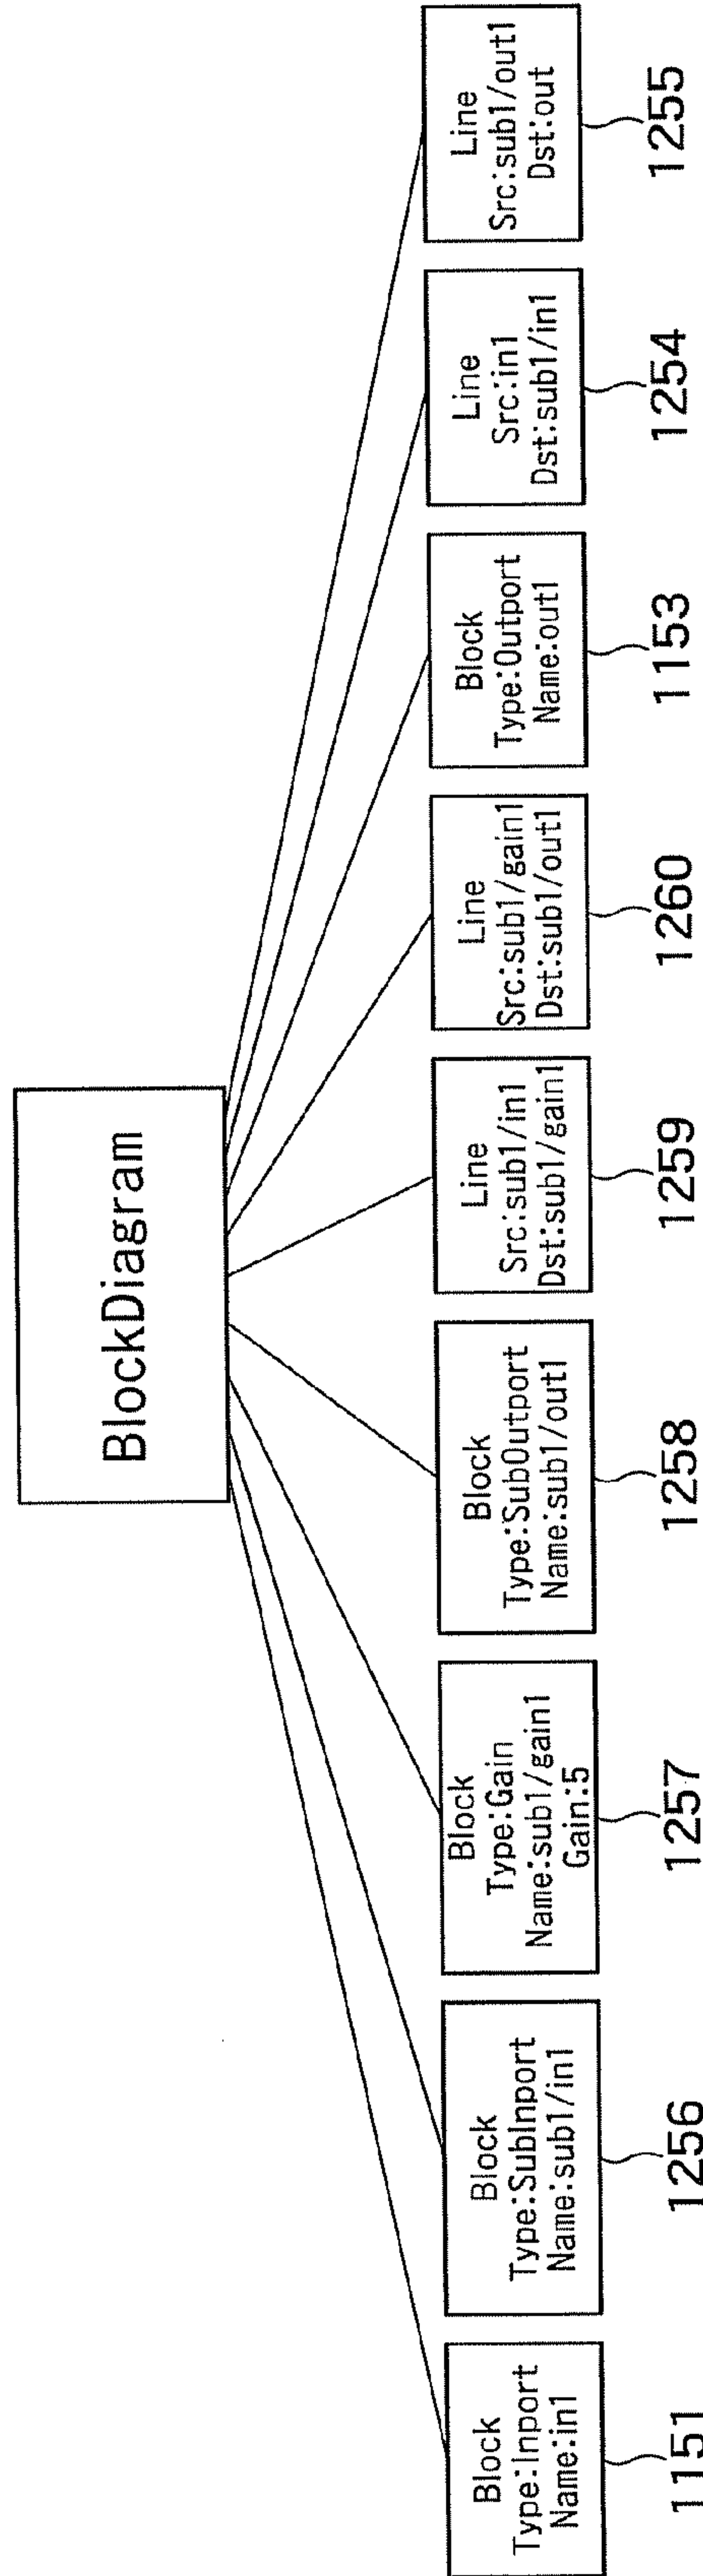 BlockDiagram
Block
Type:Inport
Name:in1
1151
Block
Type:SubInport
Name:sub1/in1
1256
Block
Type:Gain
Name:sub1/gain1
Gain:5
1257
Block
Type:SubOutport
Name:sub1/out1
1258
Line
Src:sub1/in1
Dst:sub1/gain1
1259
Line
Src:sub1/gain1
Dst:sub1/out1
1260
Block
Type:Outport
Name:out1
1153
Line
Src:in1
Dst:sub1/in1
1254
Line
Src:sub1/out1
Dst:out
1255